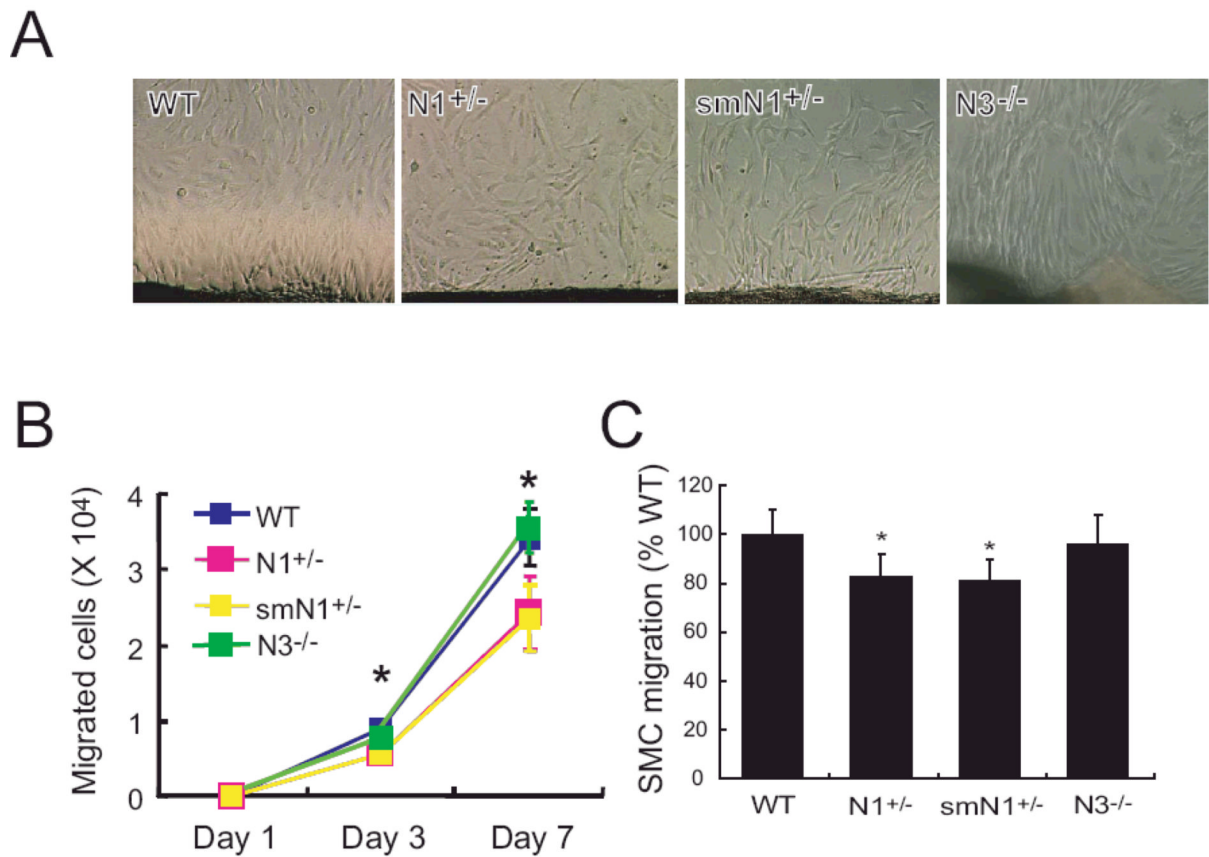 A
WT
N1+/-
smN1+/-
N3-/-
B
Migrated cells (X 104)
4
3
2
1
0
WT
N1+/-
smN1+/-
N3-/-
*
*
Day 1
Day 3
Day 7
C
SMC migration (% WT)
120
100
80
60
40
20
0
*
*
WT
N1+/-
smN1+/-
N3-/-